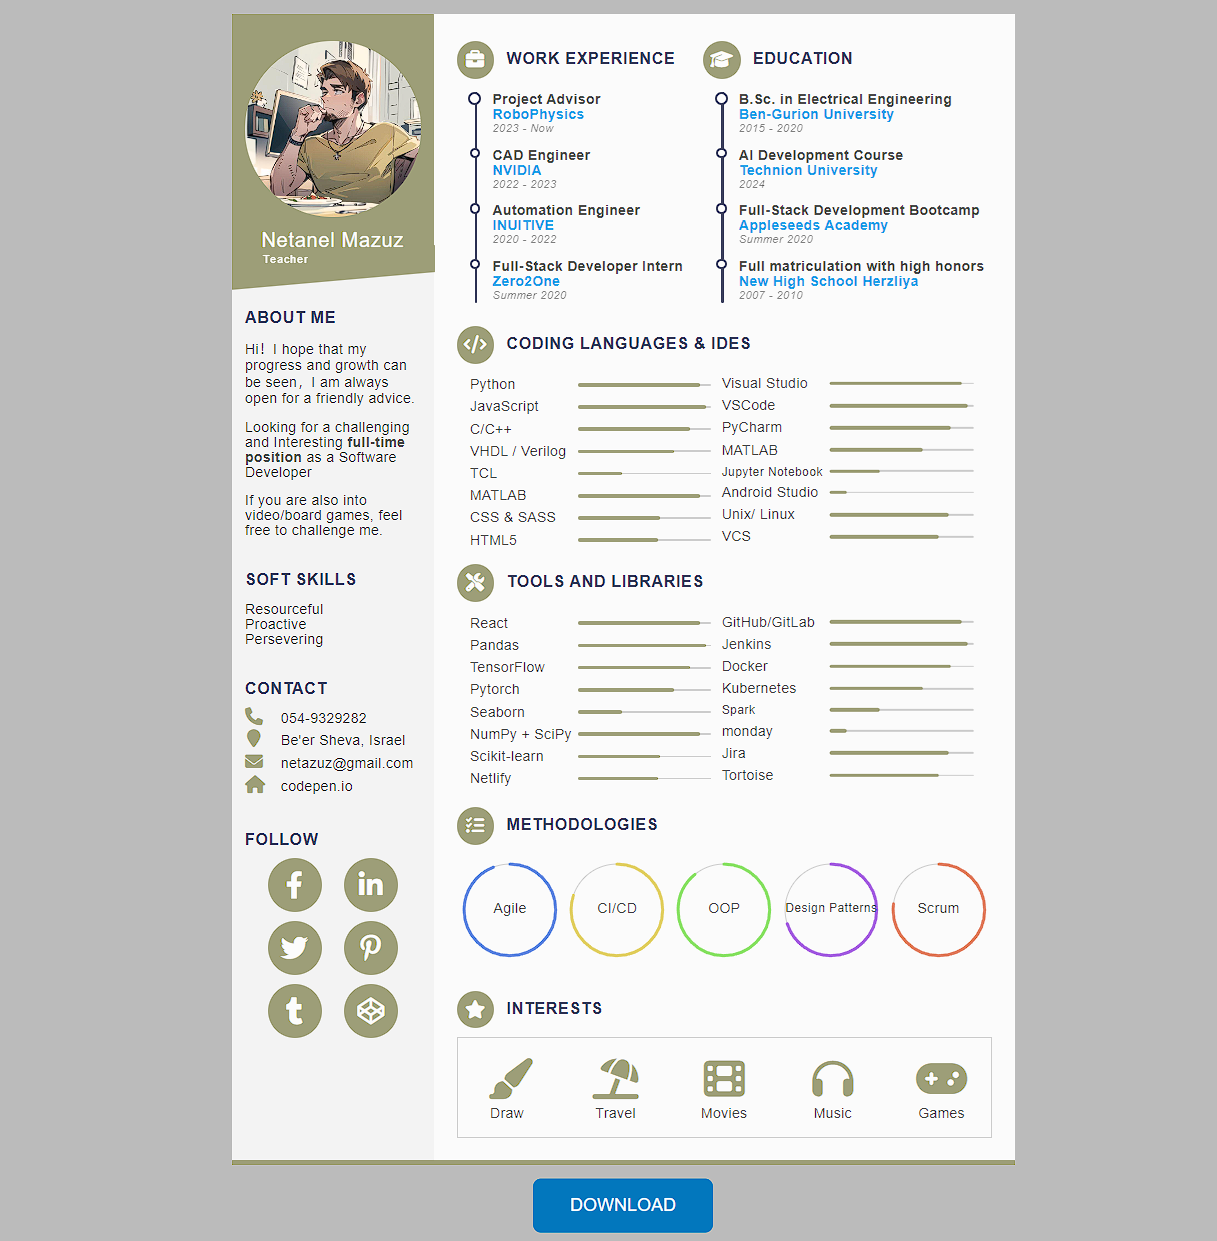 Netanel Mazuz
Teacher
ABOUT ME
Hi！I hope that my
progress and growth can
be seen，I am always
open for a friendly advice.
Looking for a challenging
and Interesting full-time
position as a Software
Developer
If you are also into
video/board games, feel
free to challenge me.
SOFT SKILLS
Resourceful
Proactive
Persevering
CONTACT
054-9329282
Be'er Sheva, Israel
netazuz@gmail.com
codepen.io
FOLLOW
WORK EXPERIENCE
Project Advisor
RoboPhysics
2023 - Now
CAD Engineer
NVIDIA
2022 - 2023
Automation Engineer
INUITIVE
2020 - 2022
Full-Stack Developer Intern
Zero2One
Summer 2020
EDUCATION
B.Sc. in Electrical Engineering
Ben-Gurion University
2015 - 2020
AI Development Course
Technion University
2024
Full-Stack Development Bootcamp
Appleseeds Academy
Summer 2020
Full matriculation with high honors
New High School Herzliya
2007 - 2010
CODING LANGUAGES & IDES
Python
JavaScript
C/C++
VHDL / Verilog
TCL
MATLAB
CSS & SASS
HTML5
Visual Studio
VSCode
PyCharm
MATLAB
Jupyter Notebook
Android Studio
Unix/ Linux
VCS
TOOLS AND LIBRARIES
React
Pandas
TensorFlow
Pytorch
Seaborn
NumPy + SciPy
Scikit-learn
Netlify
GitHub/GitLab
Jenkins
Docker
Kubernetes
Spark
monday
Jira
Tortoise
METHODOLOGIES
Agile
CI/CD
OOP
Design Patterns
Scrum
INTERESTS
Draw
Travel
Movies
Music
Games
DOWNLOAD